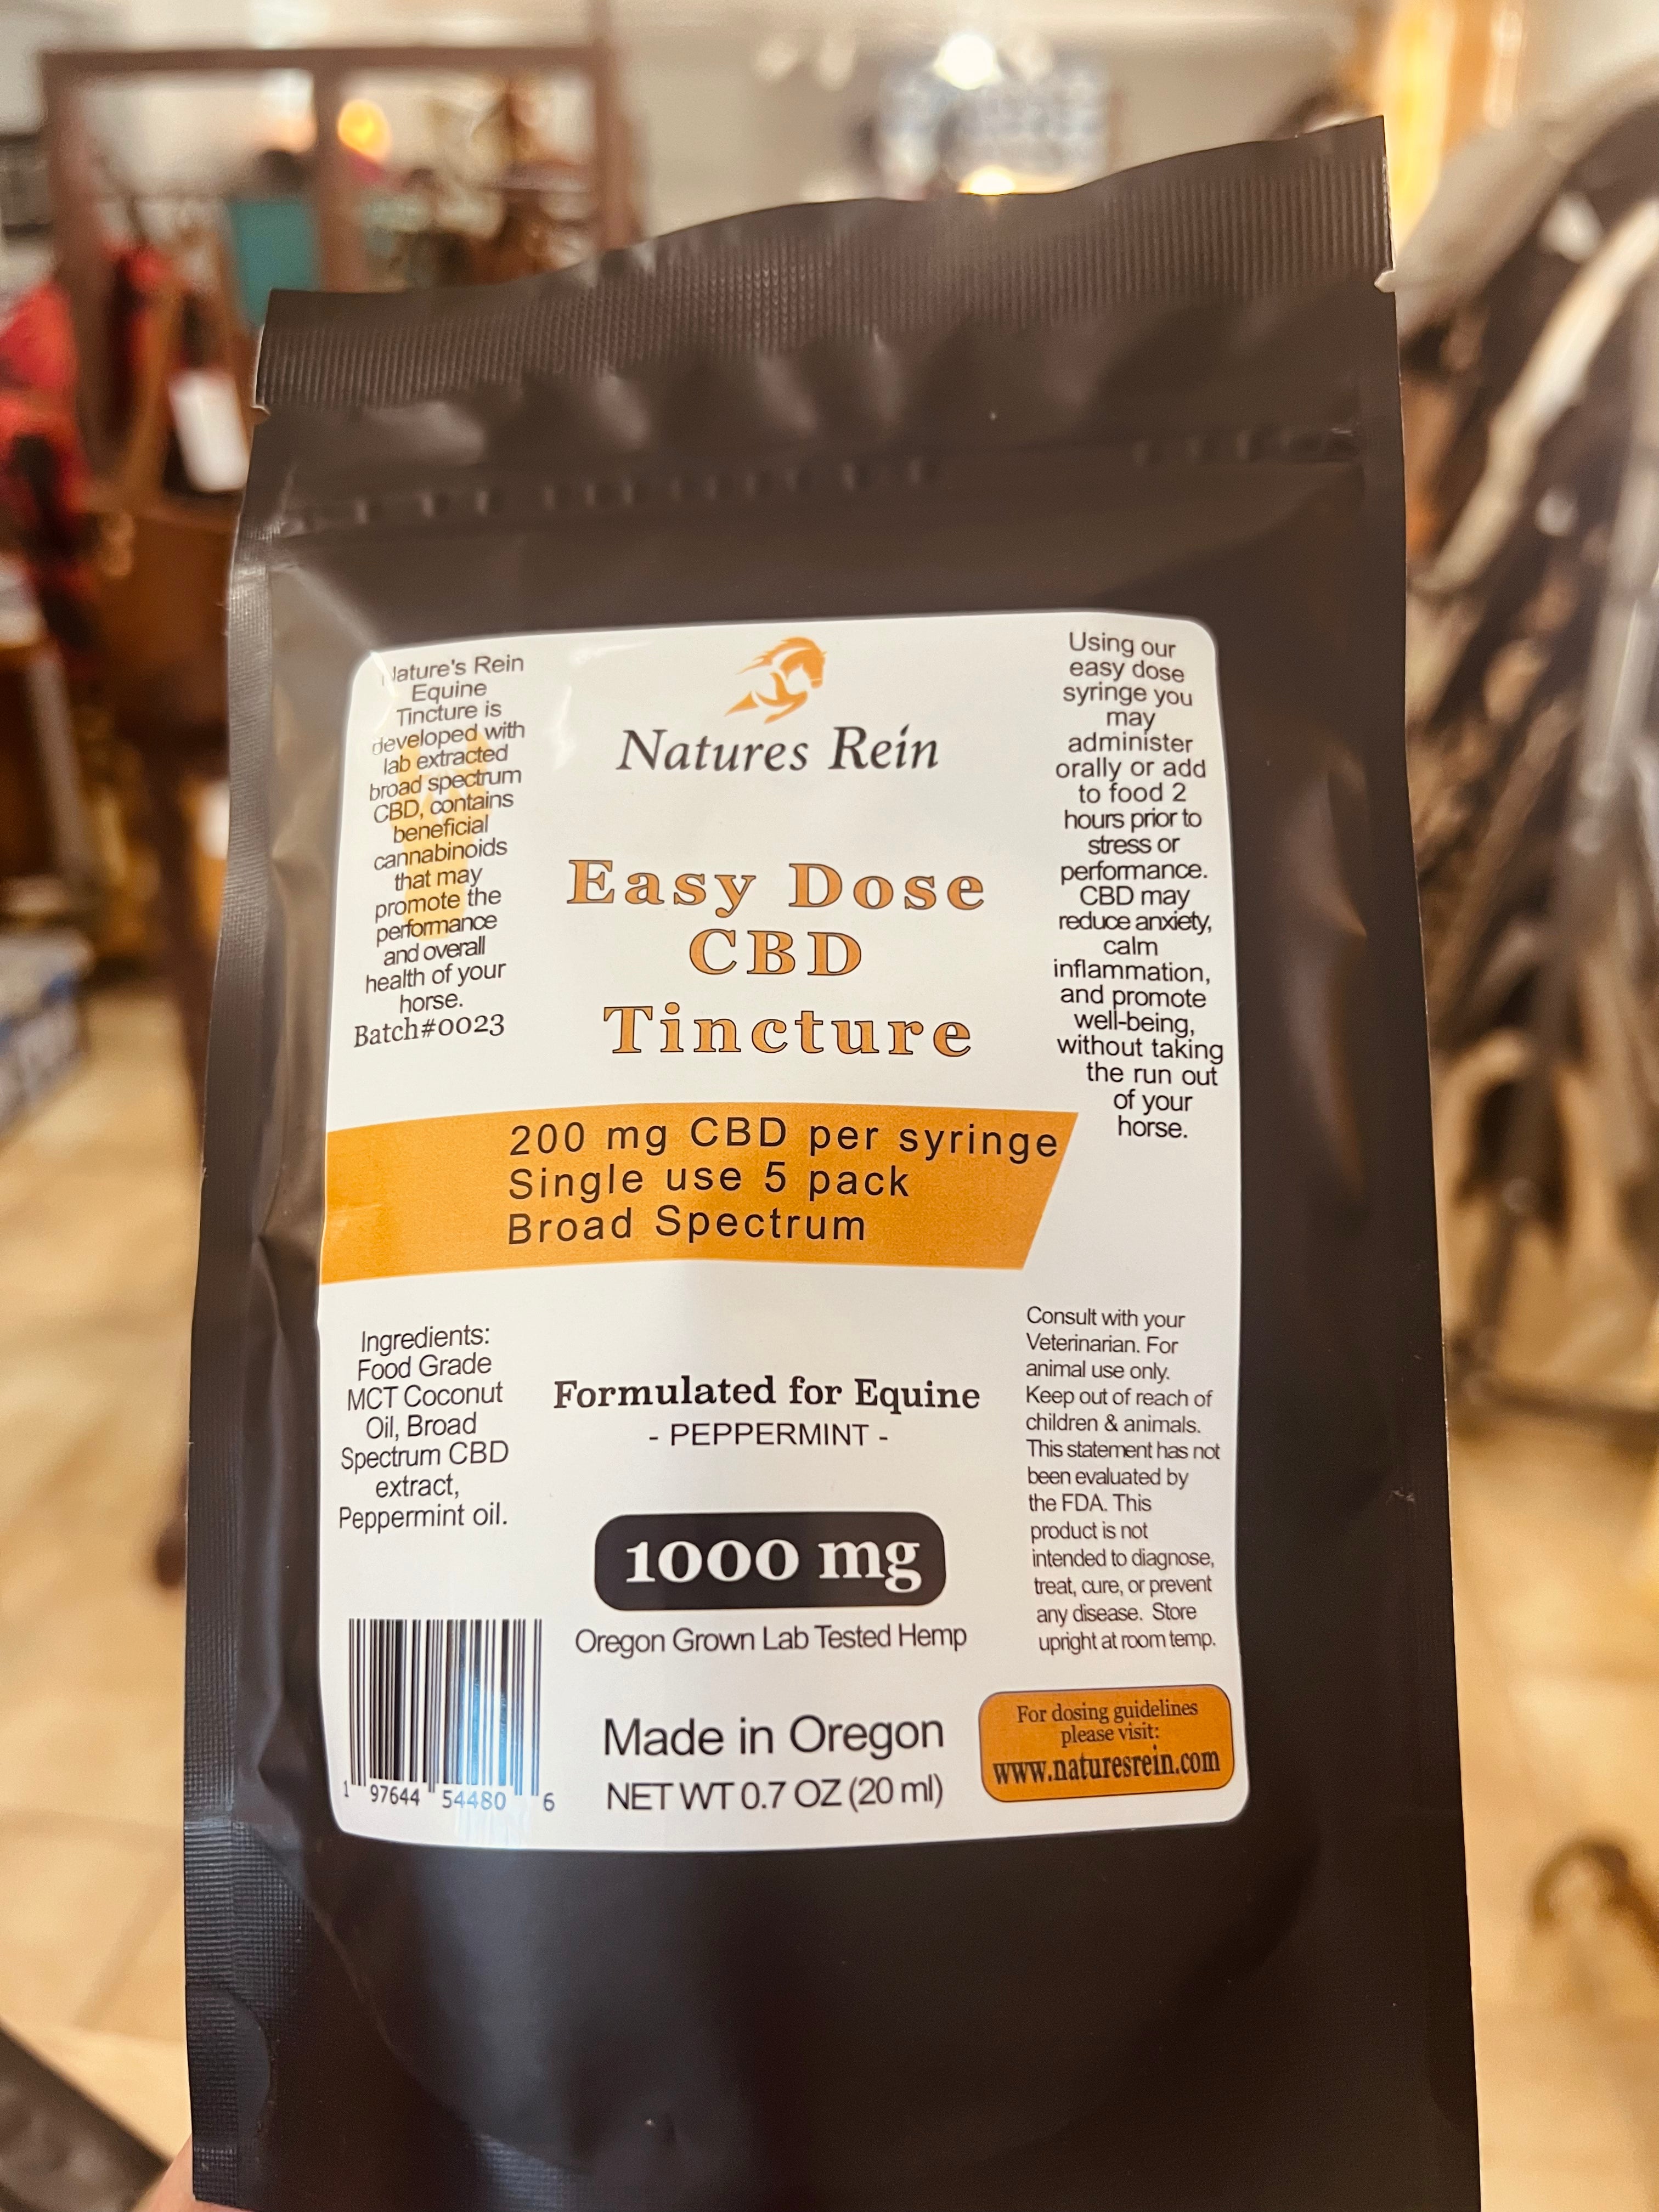 Nature's Rein
Equine
Tincture is
developed with
lab extracted
broad spectrum
CBD, contains
beneficial
cannabinoids
that may
promote the
performance
and overall
health of your
horse.
Batch#0023
Natures Rein
Easy Dose
CBD
Tincture
Using our
easy dose
syringe you
may
administer
orally or add
to food 2
hours prior to
stress or
performance.
CBD may
reduce anxiety,
calm
inflammation,
and promote
well-being,
without taking
the run out
of your
horse.
200 mg CBD per syringe
Single use 5 pack
Broad Spectrum
Ingredients:
Food Grade
MCT Coconut
Oil, Broad
Spectrum CBD
extract,
Peppermint oil.
Formulated for Equine
- PEPPERMINT -
1000 mg
Oregon Grown Lab Tested Hemp
Made in Oregon
NET WT 0.7 OZ (20 ml)
Consult with your
Veterinarian. For
animal use only.
Keep out of reach of
children & animals.
This statement has not
been evaluated by
the FDA. This
product is not
intended to diagnose,
treat, cure, or prevent
any disease. Store
upright at room temp.
For dosing guidelines
please visit:
www.naturesrein.com
1 97644 54480 6